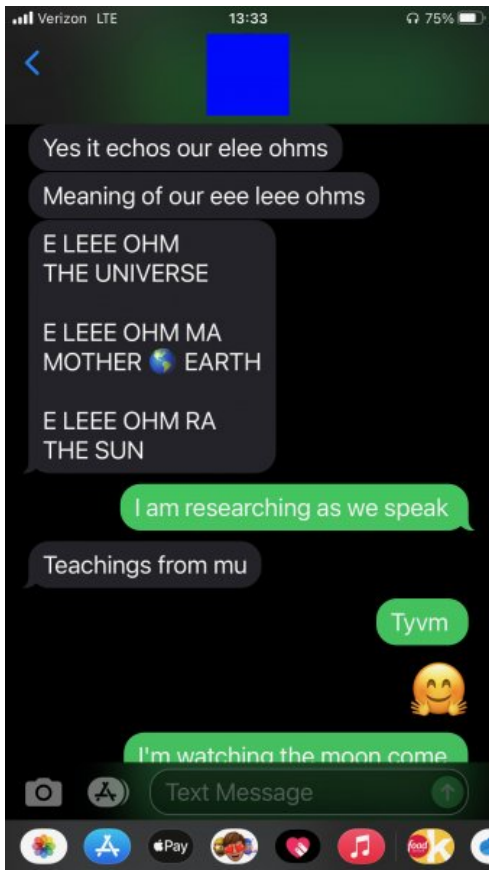 Verizon LTE 13:33 75%
Yes it echos our elee ohms
Meaning of our eee leee ohms
E LEEE OHM
THE UNIVERSE
E LEEE OHM MA
MOTHER 🌎 EARTH
E LEEE OHM RA
THE SUN
I am researching as we speak
Teachings from mu
Tyvm
🤗
I'm watching the moon come
Text Message
Pay
food
k